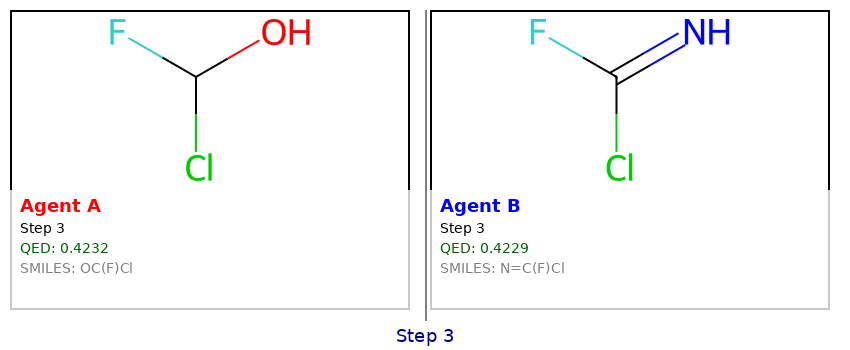 F
OH
Cl
Agent A
Step 3
QED: 0.4232
SMILES: OC(F)Cl
F
NH
Cl
Agent B
Step 3
QED: 0.4229
SMILES: N=C(F)Cl
Step 3